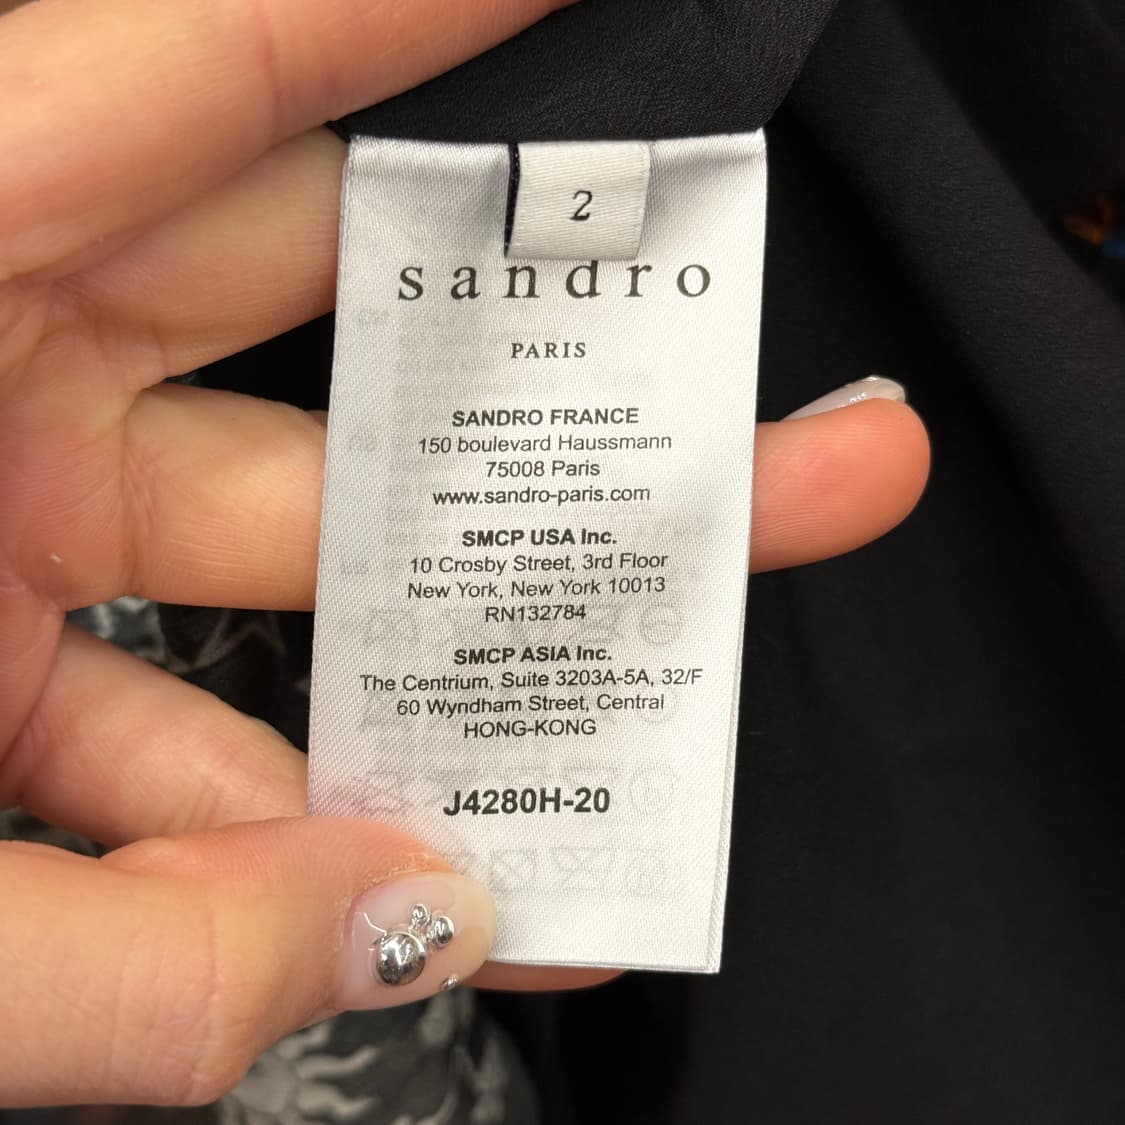 2
sandro
PARIS
SANDRO FRANCE
150 boulevard Haussmann
75008 Paris
www.sandro-paris.com
SMCP USA Inc.
10 Crosby Street, 3rd Floor
New York, New York 10013
RN132784
SMCP ASIA Inc.
The Centrium, Suite 3203A-5A, 32/F
60 Wyndham Street, Central
HONG-KONG
J4280H-20